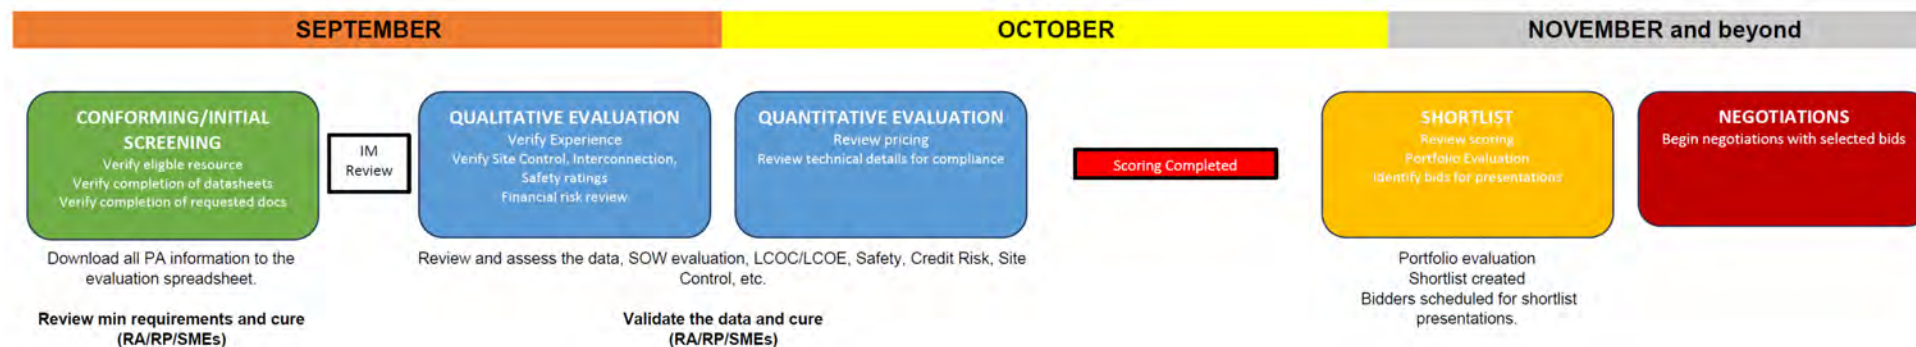 SEPTEMBER
OCTOBER
NOVEMBER and beyond
CONFORMING/INITIAL
SCREENING
Verify eligble resource
Verify completion of datasheets
Verify completion of requested docs
IM
Review
QUALITATIVE EVALUATION
Verify Experience
Verify Site Control, Interconnection,
Safety ratings
Financial risk review
QUANTITATIVE EVALUATION
Review pricing
Review technical details for compliance
Scoring Completed
SHORTLIST
Review scoring
Portfolio Evaluation
Identify bids for presentations
NEGOTIATIONS
Begin negotiations with selected bids
Download all PA information to the
evaluation spreadsheet.
Review min requirements and cure
(RA/RP/SMEs)
Review and assess the data, SOW evaluation, LCOC/LCOE, Safety, Credit Risk, Site
Control, etc.
Validate the data and cure
(RA/RP/SMEs)
Portfolio evaluation
Shortlist created
Bidders scheduled for shortlist
presentations.